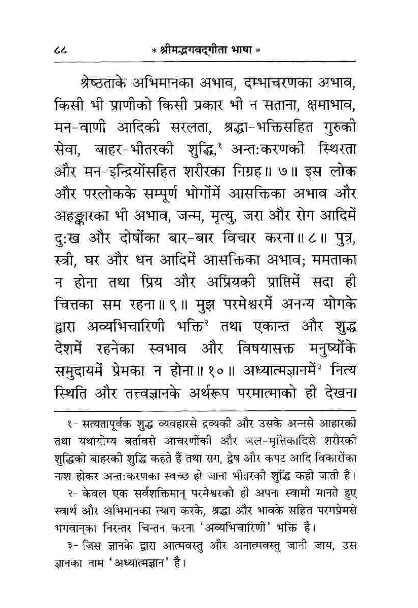 ८८
* श्रीमद्भगवद्गीता भाषा *
श्रेष्ठताके अभिमानका अभाव, दम्भाचरणका अभाव,
किसी भी प्राणीको किसी प्रकार भी न सताना, क्षमाभाव,
मन-वाणी आदिकी सरलता, श्रद्धा-भक्तिसहित गुरुकी
सेवा, बाहर-भीतरकी शुद्धि,१ अन्तःकरणकी स्थिरता
और मन-इन्द्रियोंसहित शरीरका निग्रह॥ ७॥ इस लोक
और परलोकके सम्पूर्ण भोगोंमें आसक्तिका अभाव और
अहङ्कारका भी अभाव, जन्म, मृत्यु, जरा और रोग आदिमें
दुःख और दोषोंका बार-बार विचार करना॥ ८॥ पुत्र,
स्त्री, घर और धन आदिमें आसक्तिका अभाव; ममताका
न होना तथा प्रिय और अप्रियकी प्राप्तिमें सदा ही
चित्तका सम रहना॥ ९॥ मुझ परमेश्वरमें अनन्य योगके
द्वारा अव्यभिचारिणी भक्ति२ तथा एकान्त और शुद्ध
देशमें रहनेका स्वभाव और विषयासक्त मनुष्योंके
समुदायमें प्रेमका न होना॥ १०॥ अध्यात्मज्ञानमें३ नित्य
स्थिति और तत्त्वज्ञानके अर्थरूप परमात्माको ही देखना
१- सत्यतापूर्वक शुद्ध व्यवहारसे द्रव्यकी और उसके अन्नसे आहारकी
तथा यथायोग्य बर्तावसे आचरणोंकी और जल-मृत्तिकादिसे शरीरकी
शुद्धिको बाहरकी शुद्धि कहते हैं तथा राग, द्वेष और कपट आदि विकारोंका
नाश होकर अन्तःकरणका स्वच्छ हो जाना भीतरकी शुद्धि कही जाती है।
२- केवल एक सर्वशक्तिमान् परमेश्वरको ही अपना स्वामी मानते हुए
स्वार्थ और अभिमानका त्याग करके, श्रद्धा और भावके सहित परमप्रेमसे
भगवान्‌का निरन्तर चिन्तन करना 'अव्यभिचारिणी' भक्ति है।
३- जिस ज्ञानके द्वारा आत्मवस्तु और अनात्मवस्तु जानी जाय, उस
ज्ञानका नाम 'अध्यात्मज्ञान' है।